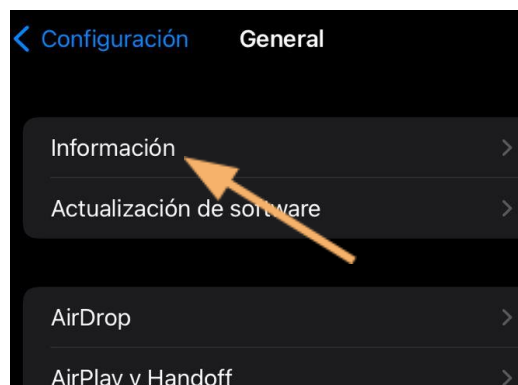 Configuración General
Información
Actualización de software
AirDrop
AirPlay y Handoff